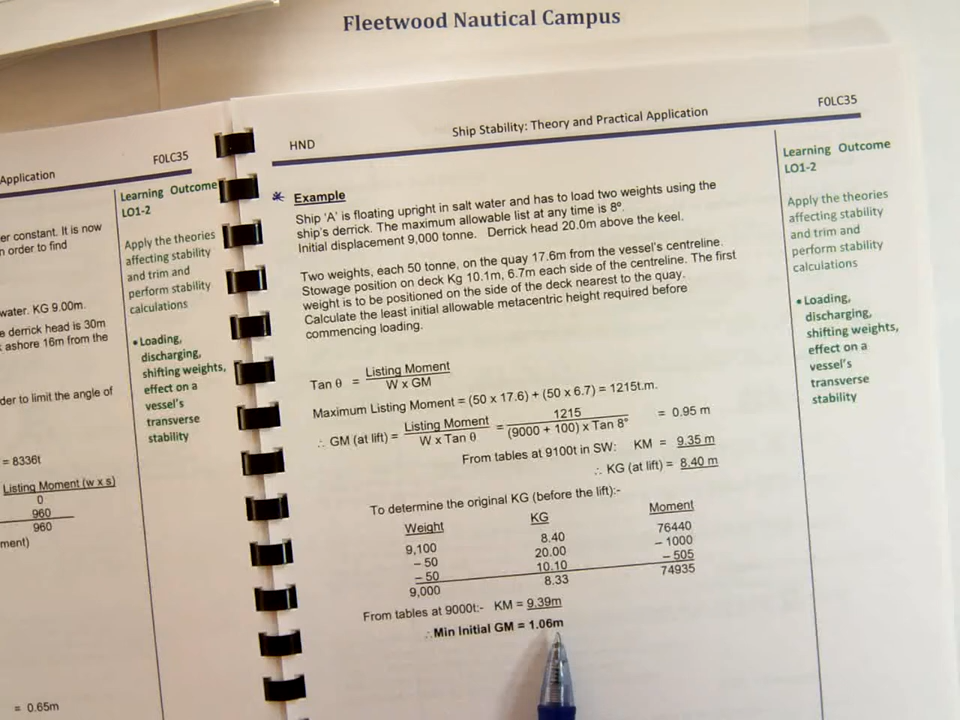 Fleetwood Nautical Campus
Application
F0LC35
Learning Outcome
LO1-2
er constant. It is now
n order to find
Apply the theories
affecting stability
and trim and
perform stability
calculations
water. KG 9.00m.
e derrick head is 30m
ashore 16m from the
• Loading,
discharging,
shifting weights,
effect on a
vessel's
transverse
stability
der to limit the angle of
= 8336t
Listing Moment (w x s)
0
960
960
ment)
= 0.65m
HND
Ship Stability: Theory and Practical Application
F0LC35
Example
Ship 'A' is floating upright in salt water and has to load two weights using the
ship's derrick. The maximum allowable list at any time is 8º.
Initial displacement 9,000 tonne. Derrick head 20.0m above the keel.
Two weights, each 50 tonne, on the quay 17.6m from the vessel's centreline.
Stowage position on deck Kg 10.1m, 6.7m each side of the centreline. The first
weight is to be positioned on the side of the deck nearest to the quay.
Calculate the least initial allowable metacentric height required before
commencing loading.
Tan θ = Listing Moment
W x GM
Maximum Listing Moment = (50 x 17.6) + (50 x 6.7) = 1215t.m.
∴ GM (at lift) = Listing Moment = 1215 = 0.95 m
W x Tan θ (9000 + 100) x Tan 8°
From tables at 9100t in SW: KM = 9.35 m
∴ KG (at lift) = 8.40 m
To determine the original KG (before the lift):-
Weight KG Moment
9,100 8.40 76440
– 50 20.00 – 1000
– 50 10.10 – 505
9,000 8.33 74935
From tables at 9000t:- KM = 9.39m
∴ Min Initial GM = 1.06m
Learning Outcome
LO1-2
Apply the theories
affecting stability
and trim and
perform stability
calculations
• Loading,
discharging,
shifting weights,
effect on a
vessel's
transverse
stability